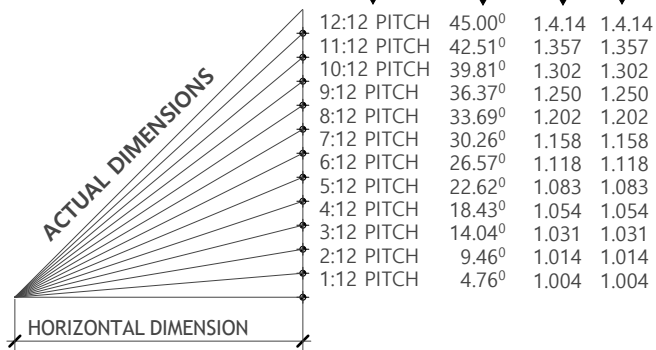 12:12 PITCH 45.00⁰ 1.4.14 1.4.14
11:12 PITCH 42.51⁰ 1.357 1.357
10:12 PITCH 39.81⁰ 1.302 1.302
9:12 PITCH 36.37⁰ 1.250 1.250
8:12 PITCH 33.69⁰ 1.202 1.202
7:12 PITCH 30.26⁰ 1.158 1.158
6:12 PITCH 26.57⁰ 1.118 1.118
5:12 PITCH 22.62⁰ 1.083 1.083
4:12 PITCH 18.43⁰ 1.054 1.054
3:12 PITCH 14.04⁰ 1.031 1.031
2:12 PITCH 9.46⁰ 1.014 1.014
1:12 PITCH 4.76⁰ 1.004 1.004
ACTUAL DIMENSIONS
HORIZONTAL DIMENSION